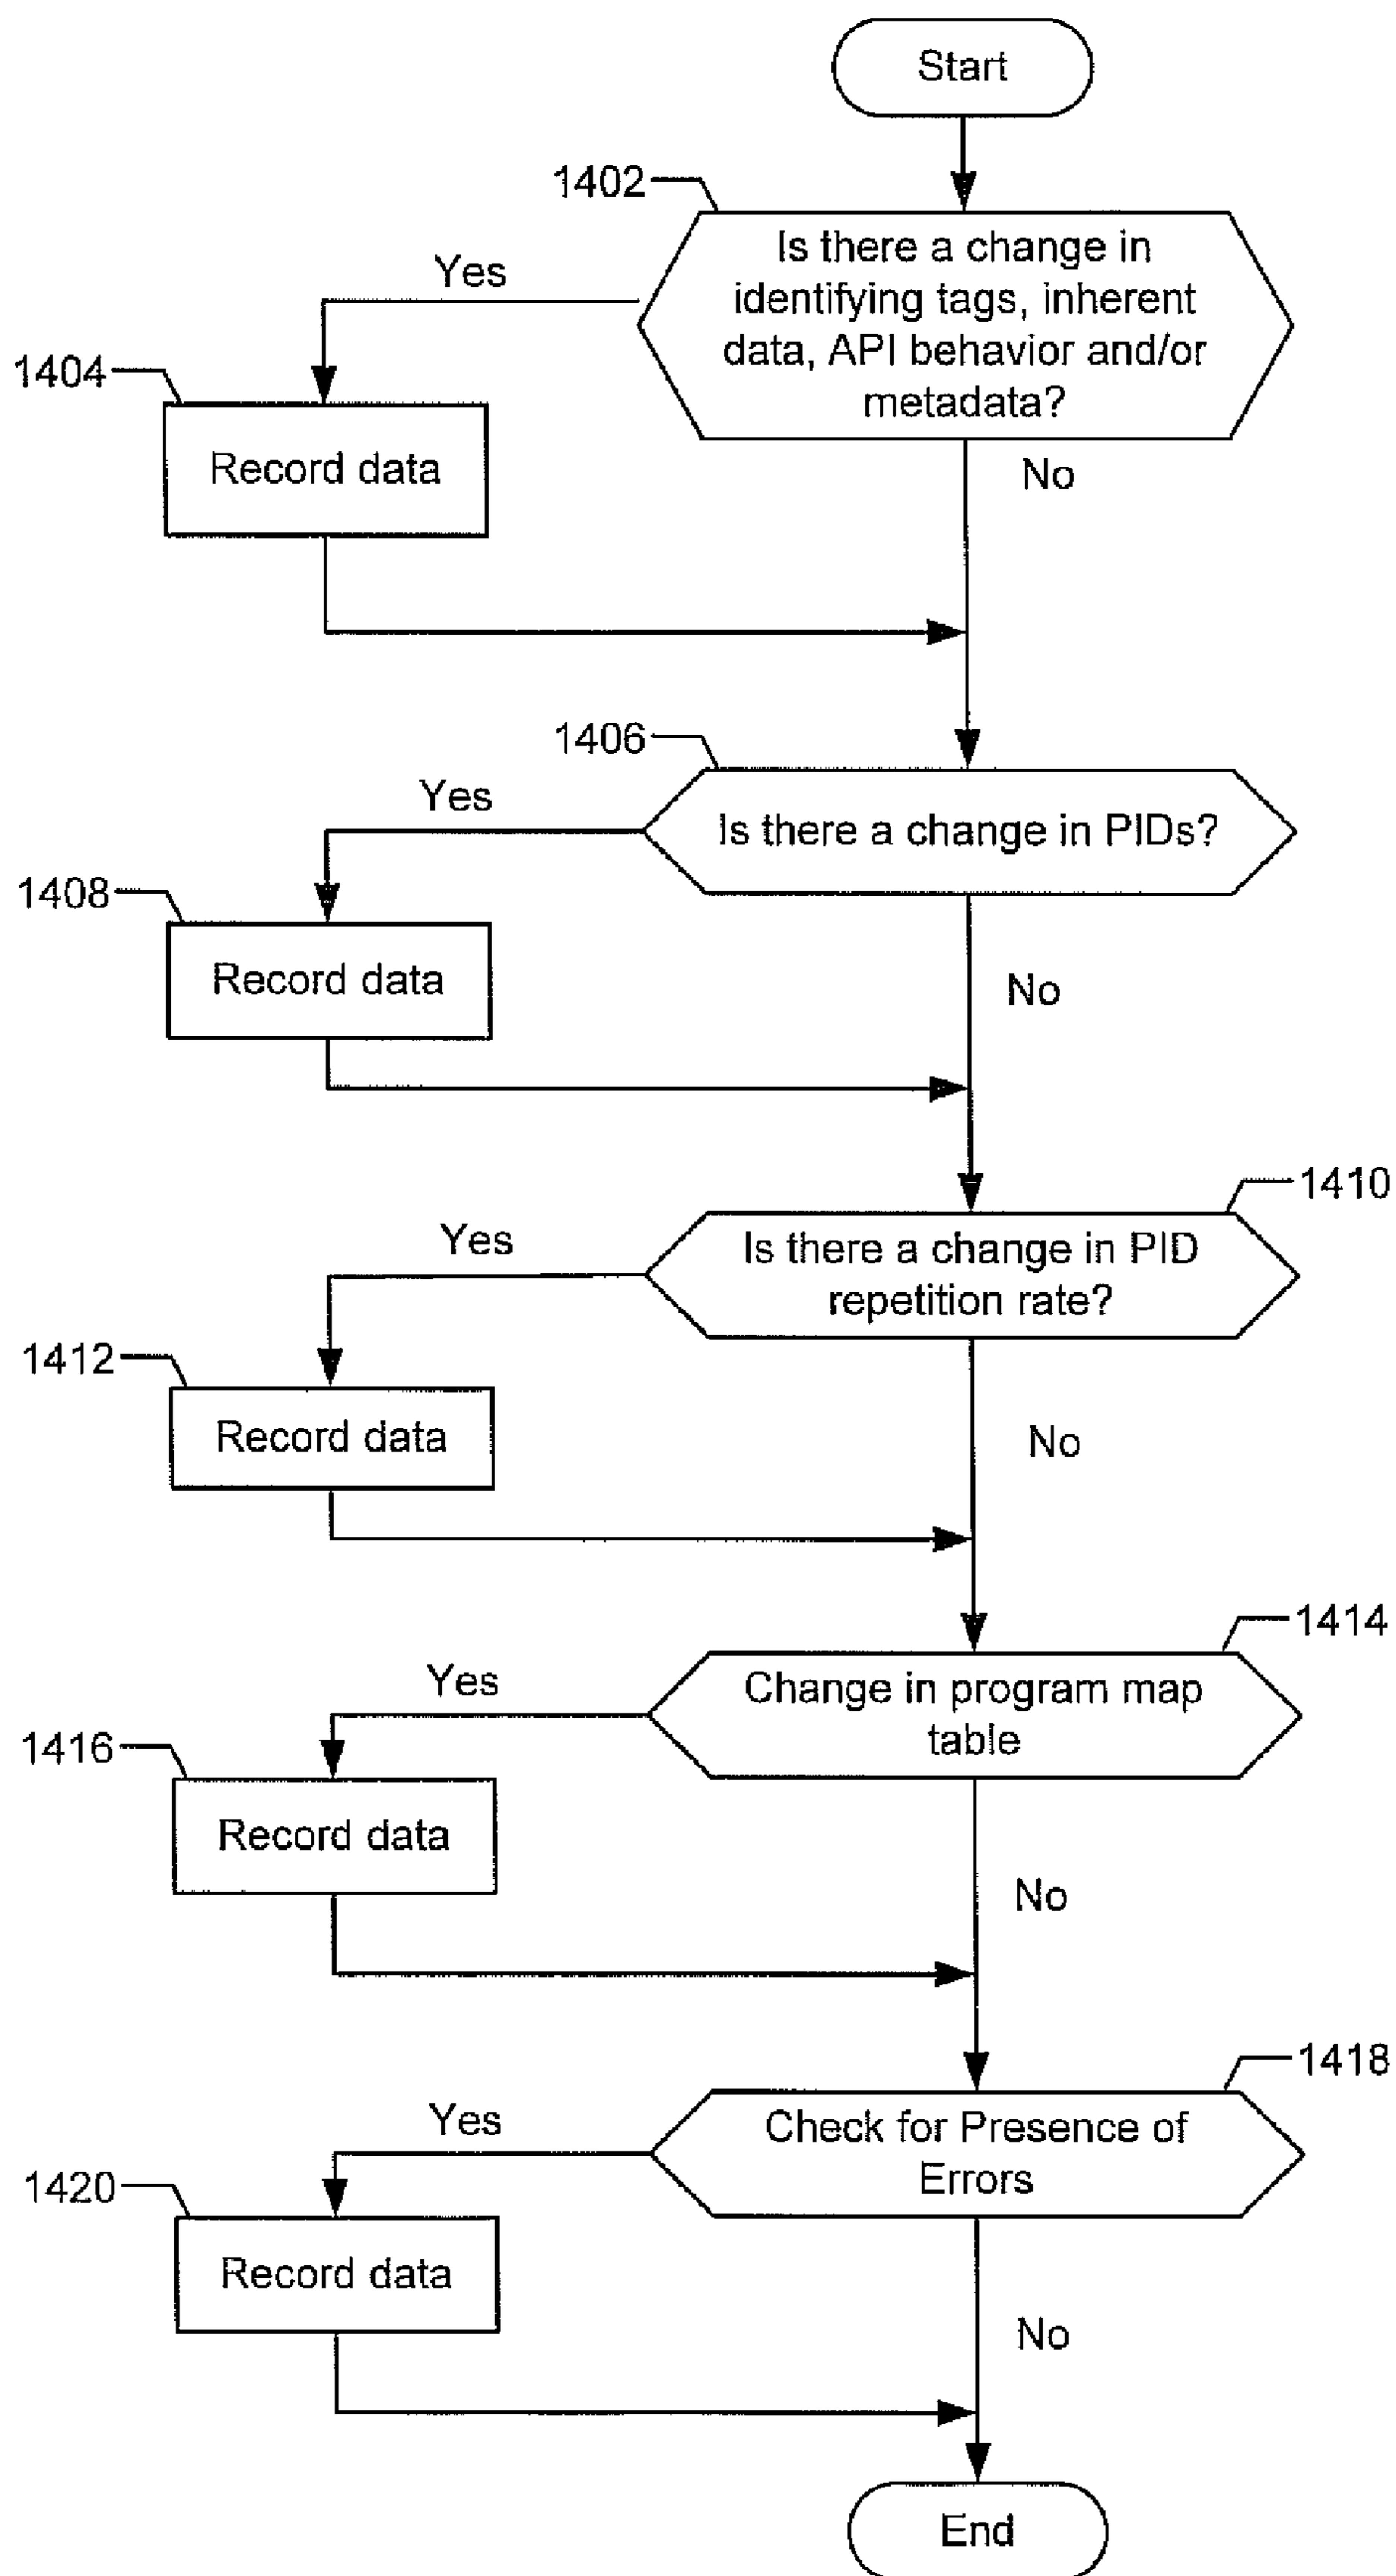 Start
1402
Is there a change in
identifying tags, inherent
data, API behavior and/or
metadata?
Yes
No
1404
Record data
1406
Is there a change in PIDs?
Yes
No
1408
Record data
1410
Is there a change in PID
repetition rate?
Yes
No
1412
Record data
1414
Change in program map
table
Yes
No
1416
Record data
1418
Check for Presence of
Errors
Yes
No
1420
Record data
End